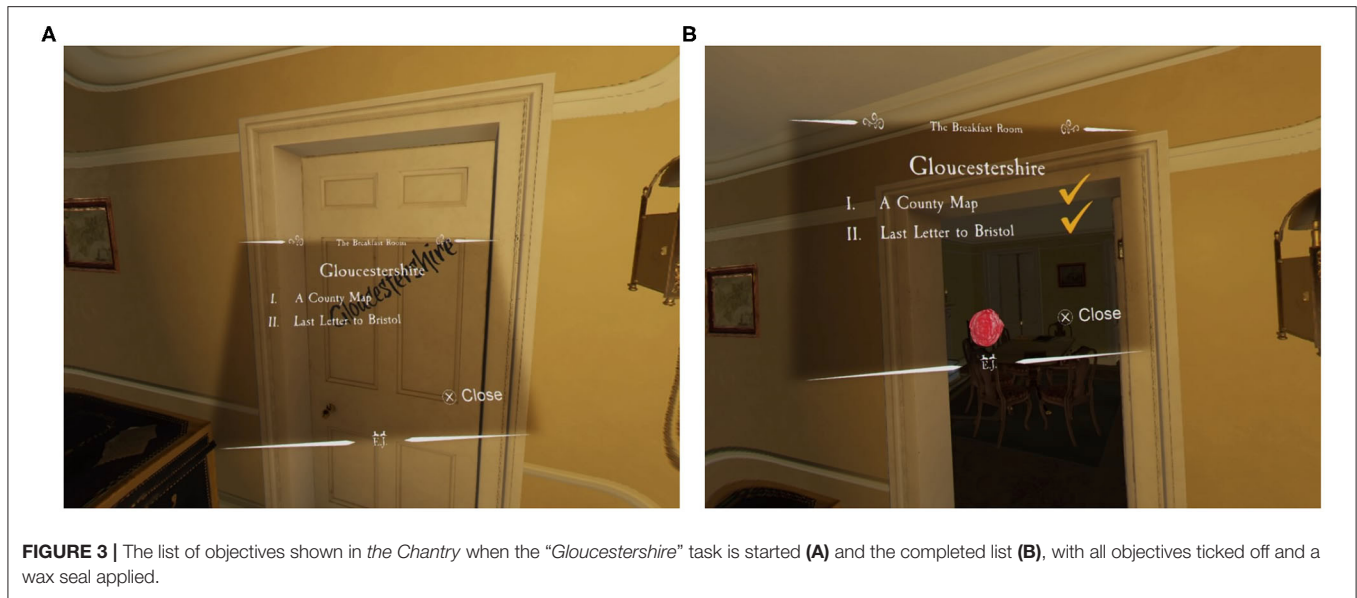 A
The Breakfast Room
Gloucestershire
Gloucestershire
I. A County Map
II. Last Letter to Bristol
X Close
E.J.
B
The Breakfast Room
Gloucestershire
I. A County Map
II. Last Letter to Bristol
X Close
E.J.
FIGURE 3 | The list of objectives shown in the Chantry when the “Gloucestershire” task is started (A) and the completed list (B), with all objectives ticked off and a
wax seal applied.